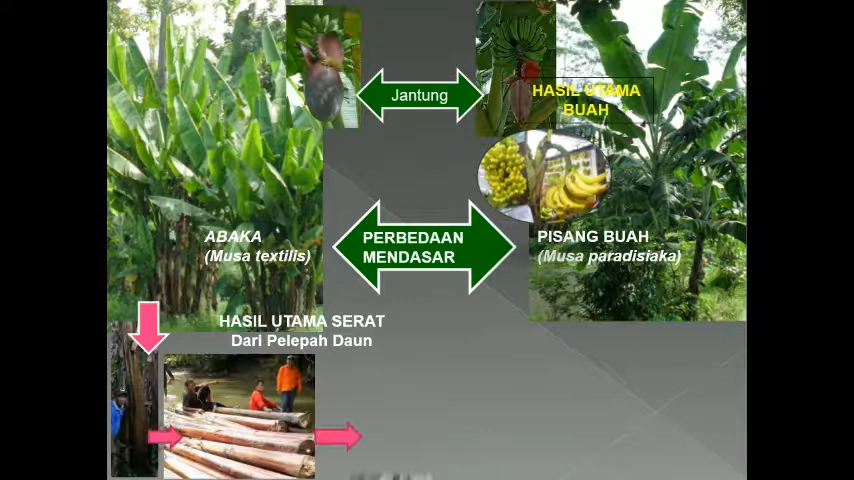 Jantung
HASIL UTAMA
BUAH
ABAKA
(Musa textilis)
PERBEDAAN
MENDASAR
PISANG BUAH
(Musa paradisiaka)
HASIL UTAMA SERAT
Dari Pelepah Daun